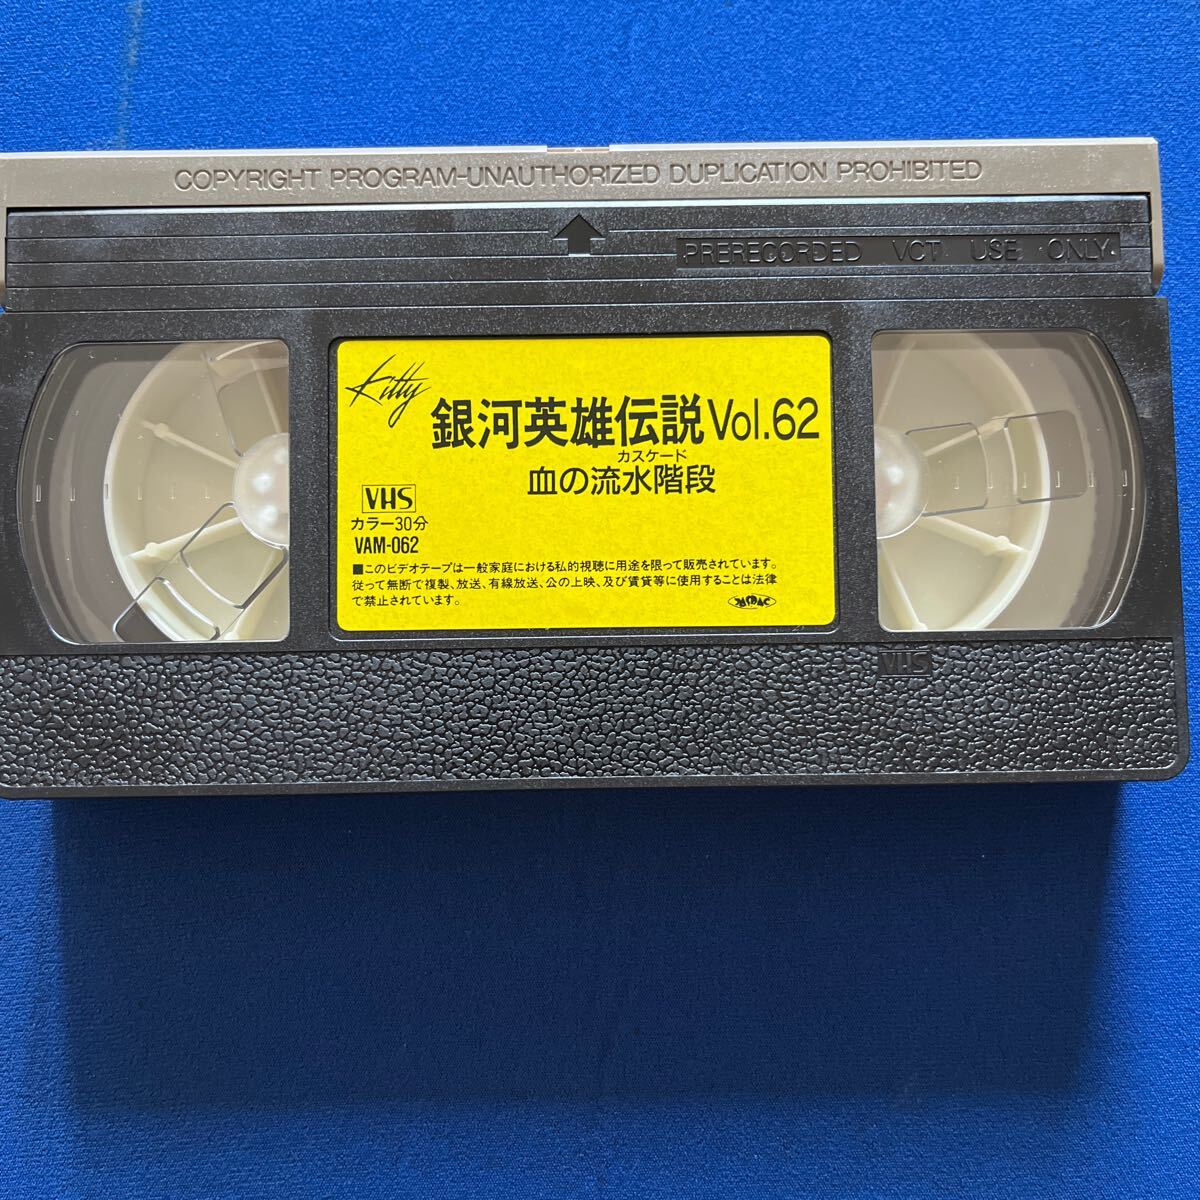 COPYRIGHT PROGRAM-UNAUTHORIZED DUPLICATION PROHIBITED
PRERECORDED VCT USE ONLY
Kitty
銀河英雄伝説Vol.62
カスケード
血の流水階段
VHS
カラー30分
VAM-062
■このビデオテープは一般家庭における私的視聴に用途を限って販売されています。
従って無断で複製、放送、有線放送、公の上映、及び賃貸等に使用することは法律
で禁止されています。
VHS